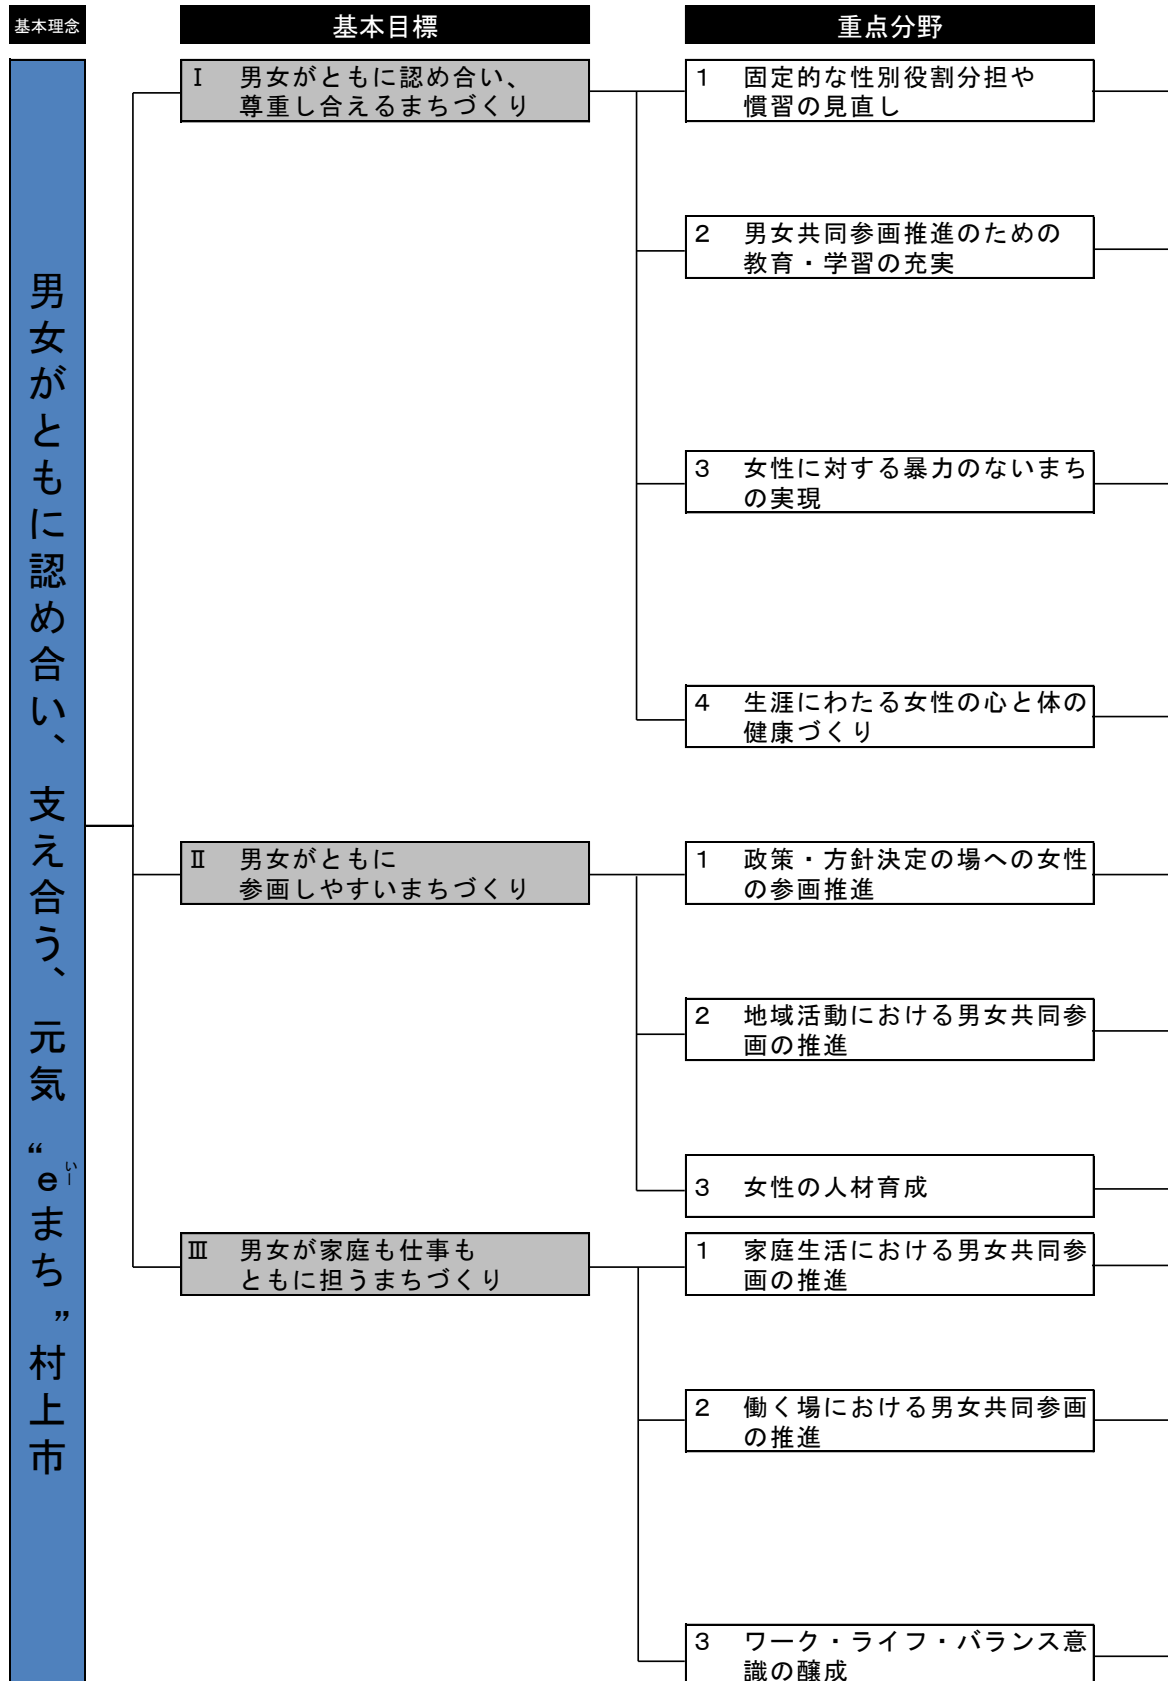 基本理念
基本目標
重点分野
男女がともに認め合い、支え合う、元気“eまち”村上市
いー
Ⅰ 男女がともに認め合い、
尊重し合えるまちづくり
1 固定的な性別役割分担や
慣習の見直し
2 男女共同参画推進のための
教育・学習の充実
3 女性に対する暴力のないまち
の実現
4 生涯にわたる女性の心と体の
健康づくり
Ⅱ 男女がともに
参画しやすいまちづくり
1 政策・方針決定の場への女性
の参画推進
2 地域活動における男女共同参
画の推進
3 女性の人材育成
Ⅲ 男女が家庭も仕事も
ともに担うまちづくり
1 家庭生活における男女共同参
画の推進
2 働く場における男女共同参画
の推進
3 ワーク・ライフ・バランス意
識の醸成